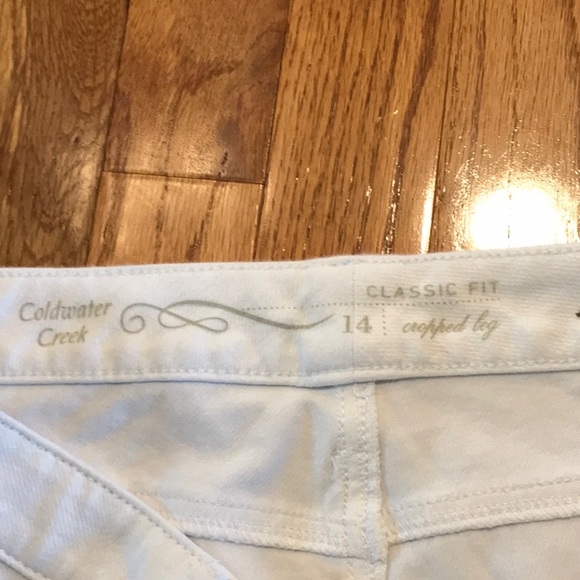 Coldwater
Creek
14
CLASSIC FIT
cropped leg